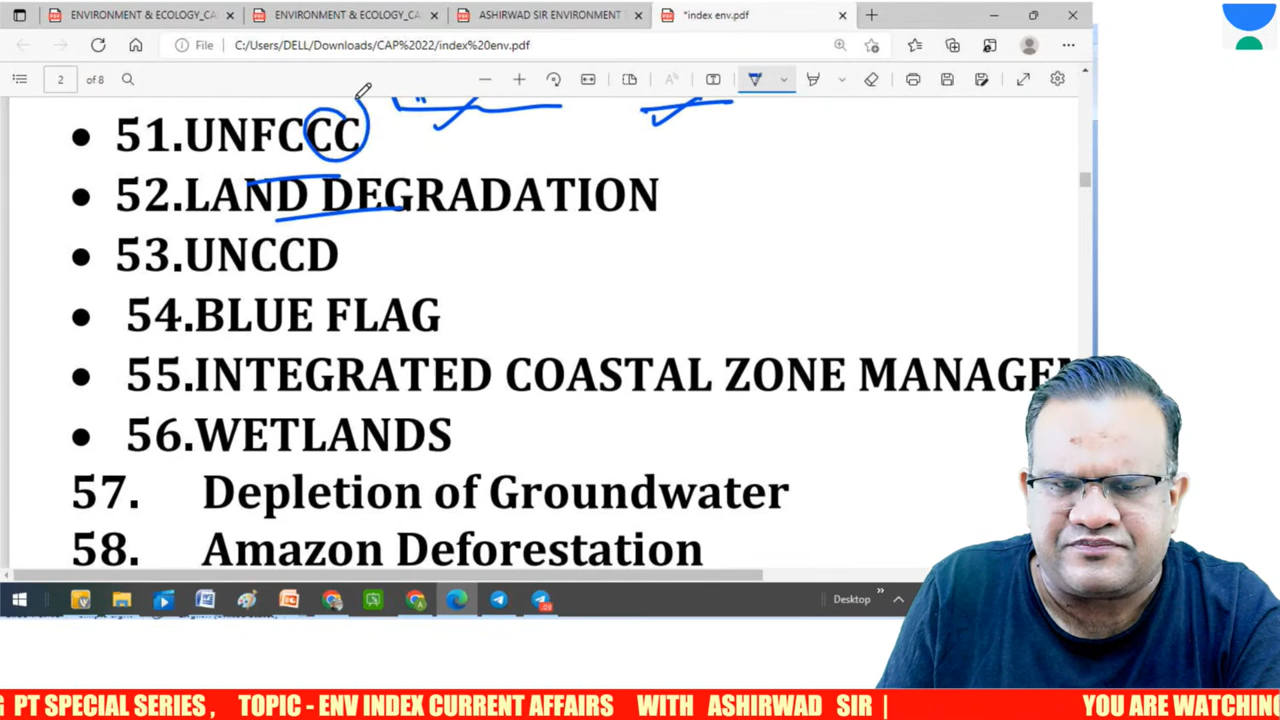 ENVIRONMENT & ECOLOGY_CA
ENVIRONMENT & ECOLOGY_CA
ASHIRWAD SIR ENVIRONMENT
*index env.pdf
File
C:/Users/DELL/Downloads/CAP%2022/index%20env.pdf
2 of 8
• 51.UNFCCC
• 52.LAND DEGRADATION
• 53.UNCCD
• 54.BLUE FLAG
• 55.INTEGRATED COASTAL ZONE MANAGEM
• 56.WETLANDS
57. Depletion of Groundwater
58. Amazon Deforestation
Desktop
G PT SPECIAL SERIES , TOPIC - ENV INDEX CURRENT AFFAIRS WITH ASHIRWAD SIR | YOU ARE WATCHING